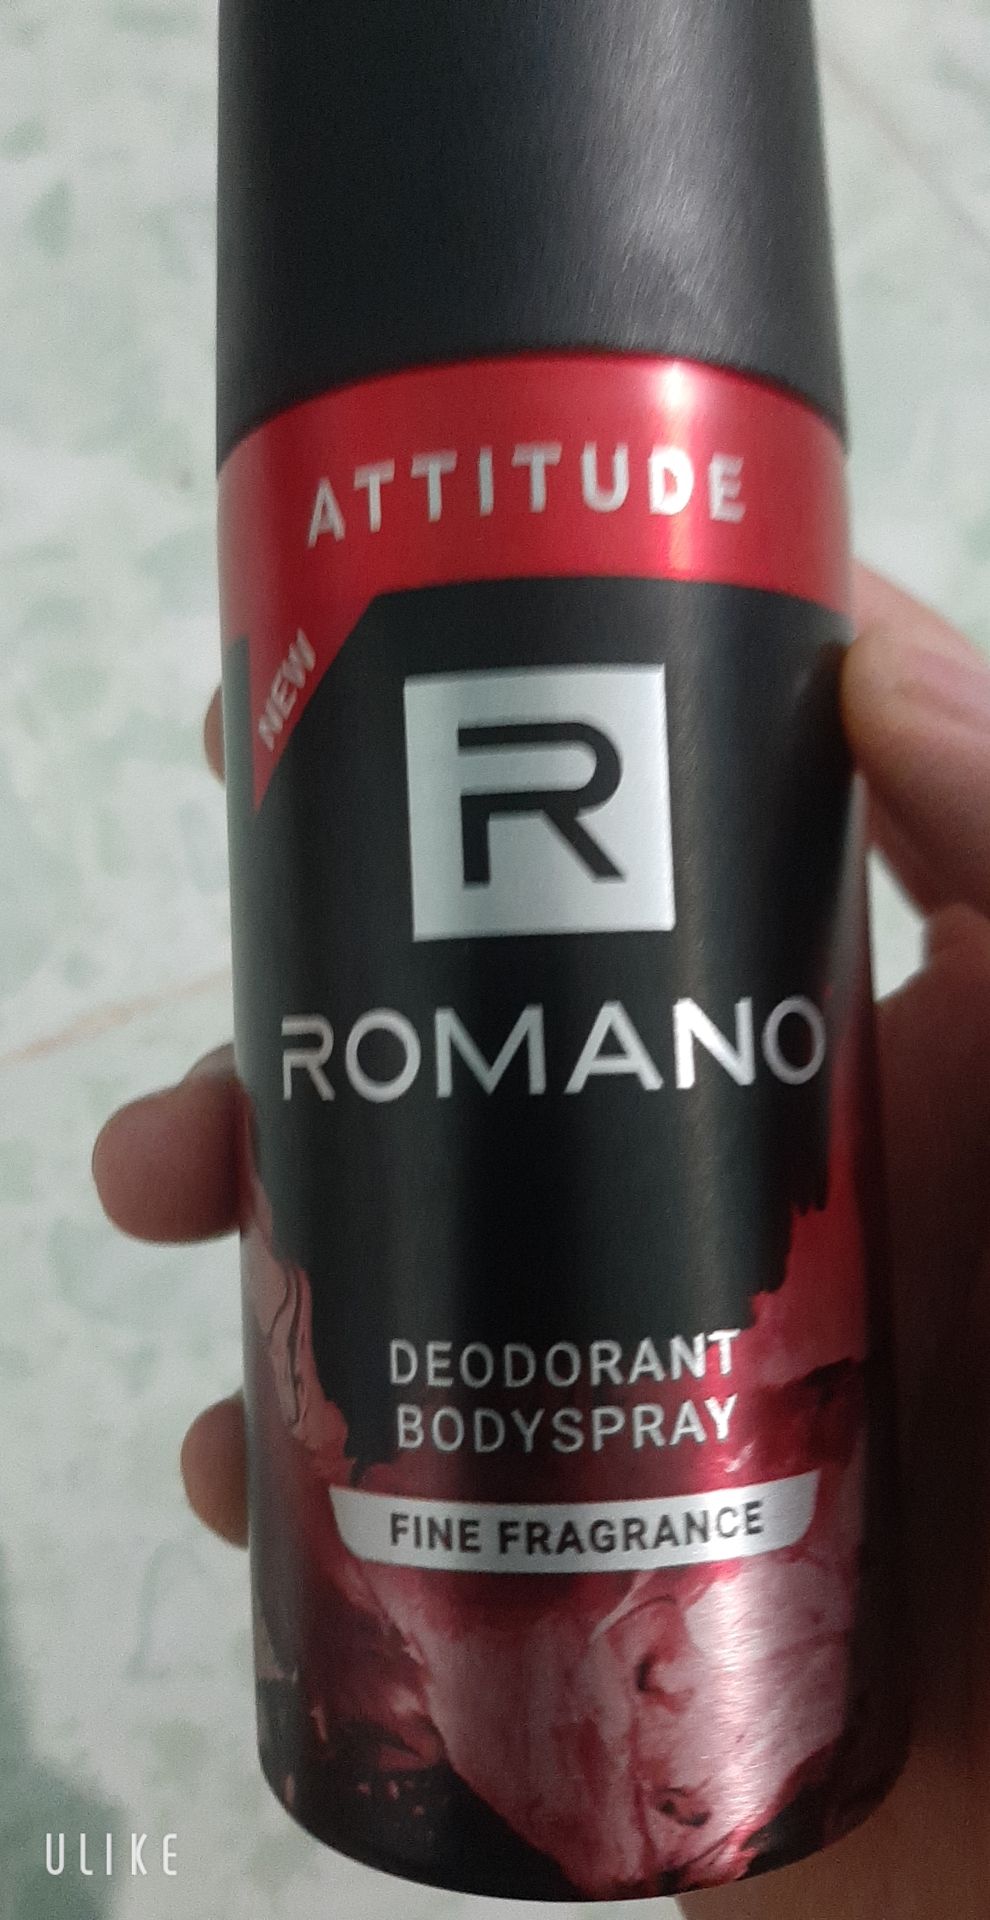 ATTITUDE
NEW
R
ROMANO
DEODORANT
BODYSPRAY
FINE FRAGRANCE
ULIKE